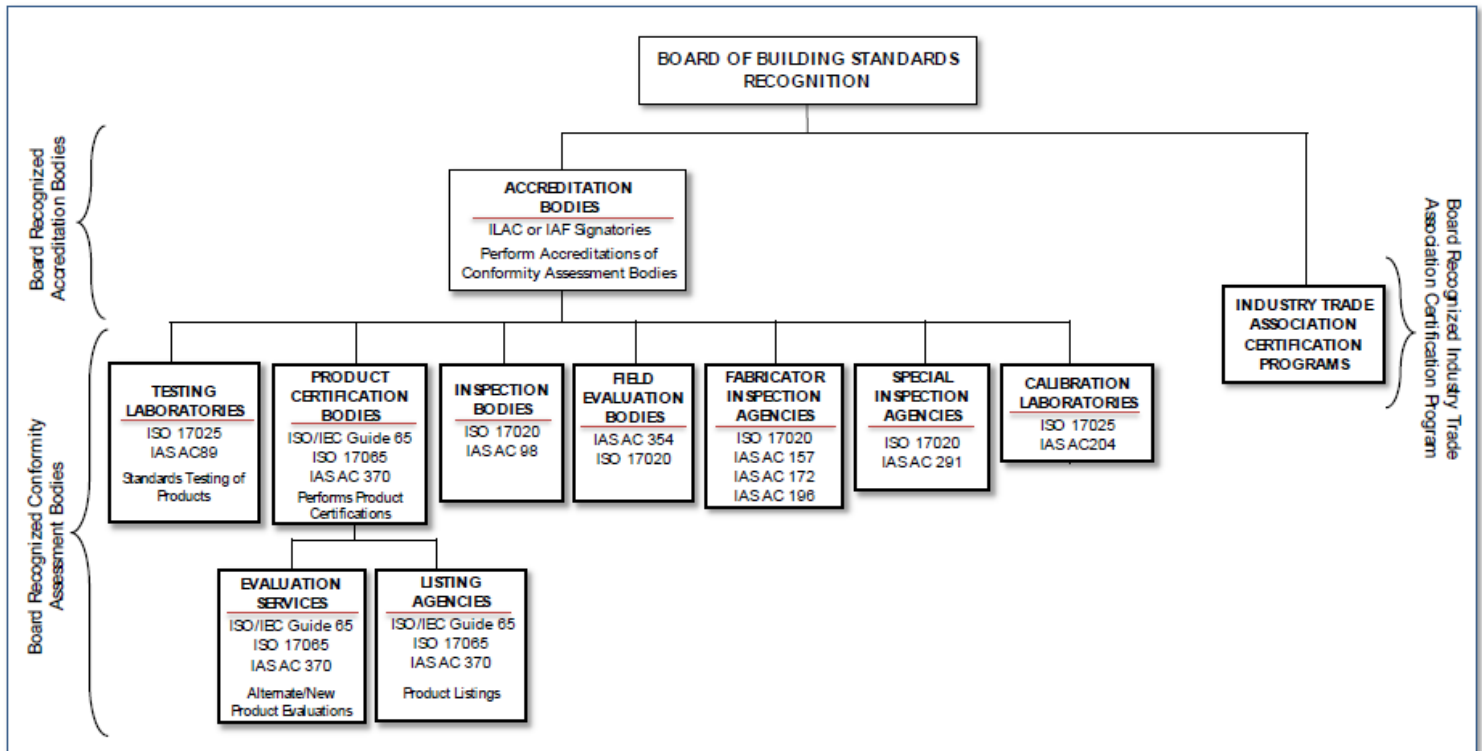 BOARD OF BUILDING STANDARDS
RECOGNITION
Board Recognized
Accreditation Bodies
ACCREDITATION
BODIES
ILAC or IAF Signatories
Perform Accreditations of
Conformity Assessment Bodies
INDUSTRY TRADE
ASSOCIATION
CERTIFICATION
PROGRAMS
Board Recognized Industry Trade
Association Certification Program
Board Recognized Conformity
Assessment Bodies
TESTING
LABORATORIES
ISO 17025
IAS AC89
Standards Testing of
Products
PRODUCT
CERTIFICATION
BODIES
ISO/IEC Guide 65
ISO 17065
IAS AC 370
Performs Product
Certifications
INSPECTION
BODIES
ISO 17020
IAS AC 98
FIELD
EVALUATION
BODIES
IAS AC 354
ISO 17020
FABRICATOR
INSPECTION
AGENCIES
ISO 17020
IAS AC 157
IAS AC 172
IAS AC 196
SPECIAL
INSPECTION
AGENCIES
ISO 17020
IAS AC 291
CALIBRATION
LABORATORIES
ISO 17025
IAS AC204
EVALUATION
SERVICES
ISO/IEC Guide 65
ISO 17065
IAS AC 370
Alternate/New
Product Evaluations
LISTING
AGENCIES
ISO/IEC Guide 65
ISO 17065
IAS AC 370
Product Listings